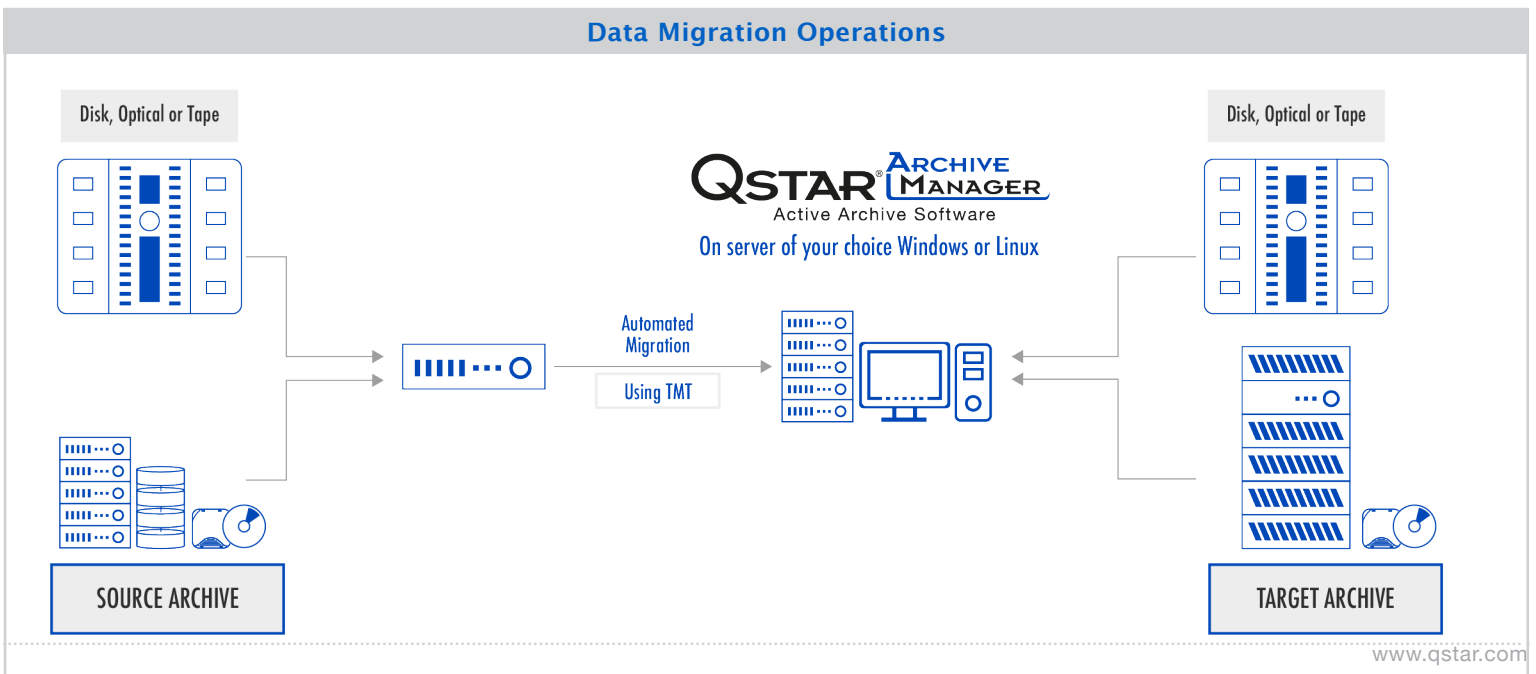 Data Migration Operations
Disk, Optical or Tape
Disk, Optical or Tape
QSTAR® ARCHIVE MANAGER
Active Archive Software
On server of your choice Windows or Linux
Automated
Migration
Using TMT
SOURCE ARCHIVE
TARGET ARCHIVE
www.qstar.com